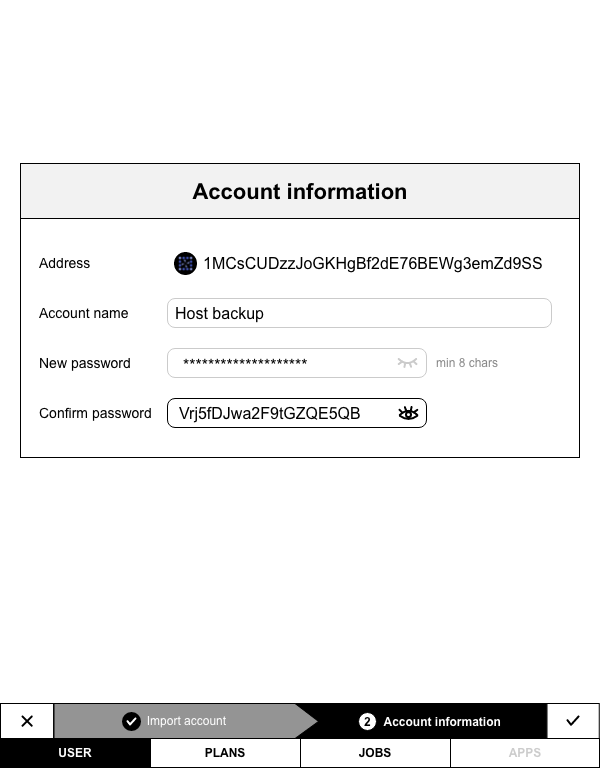 Account information
Address 1MCsCUDzzJoGKHgBf2dE76BEWg3emZd9SS
Account name Host backup
New password ******************** min 8 chars
Confirm password Vrj5fDJwa2F9tGZQE5QB
Import account 2 Account information
USER PLANS JOBS APPS